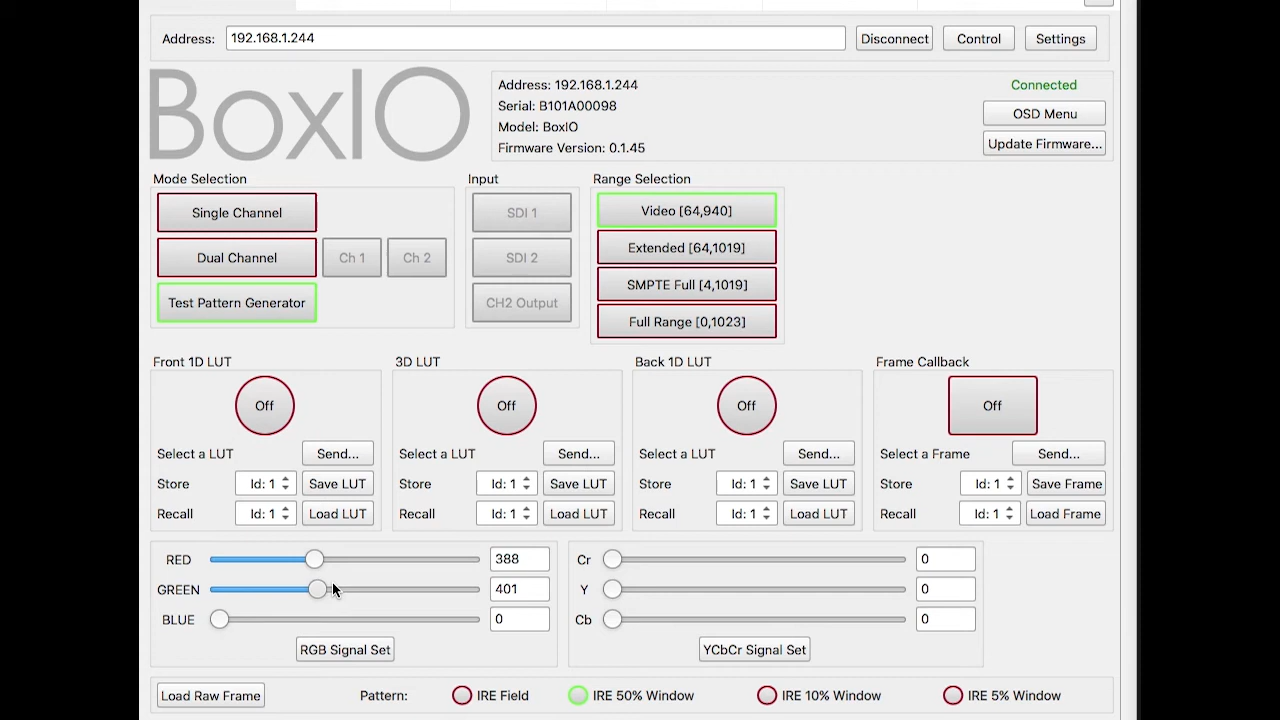 Address: 192.168.1.244 Disconnect Control Settings
BoxIO
Address: 192.168.1.244 Connected
Serial: B101A00098
OSD Menu
Model: BoxIO
Firmware Version: 0.1.45 Update Firmware...
Mode Selection Input Range Selection
Single Channel SDI 1 Video [64,940]
Dual Channel Ch 1 Ch 2 SDI 2 Extended [64,1019]
Test Pattern Generator CH2 Output SMPTE Full [4,1019]
Full Range [0,1023]
Front 1D LUT 3D LUT Back 1D LUT Frame Callback
Off Off Off Off
Select a LUT Send... Select a LUT Send... Select a LUT Send... Select a Frame Send...
Store Id: 1 Save LUT Store Id: 1 Save LUT Store Id: 1 Save LUT Store Id: 1 Save Frame
Recall Id: 1 Load LUT Recall Id: 1 Load LUT Recall Id: 1 Load LUT Recall Id: 1 Load Frame
RED 388 Cr 0
GREEN 401 Y 0
BLUE 0 Cb 0
RGB Signal Set YCbCr Signal Set
Load Raw Frame Pattern: IRE Field IRE 50% Window IRE 10% Window IRE 5% Window